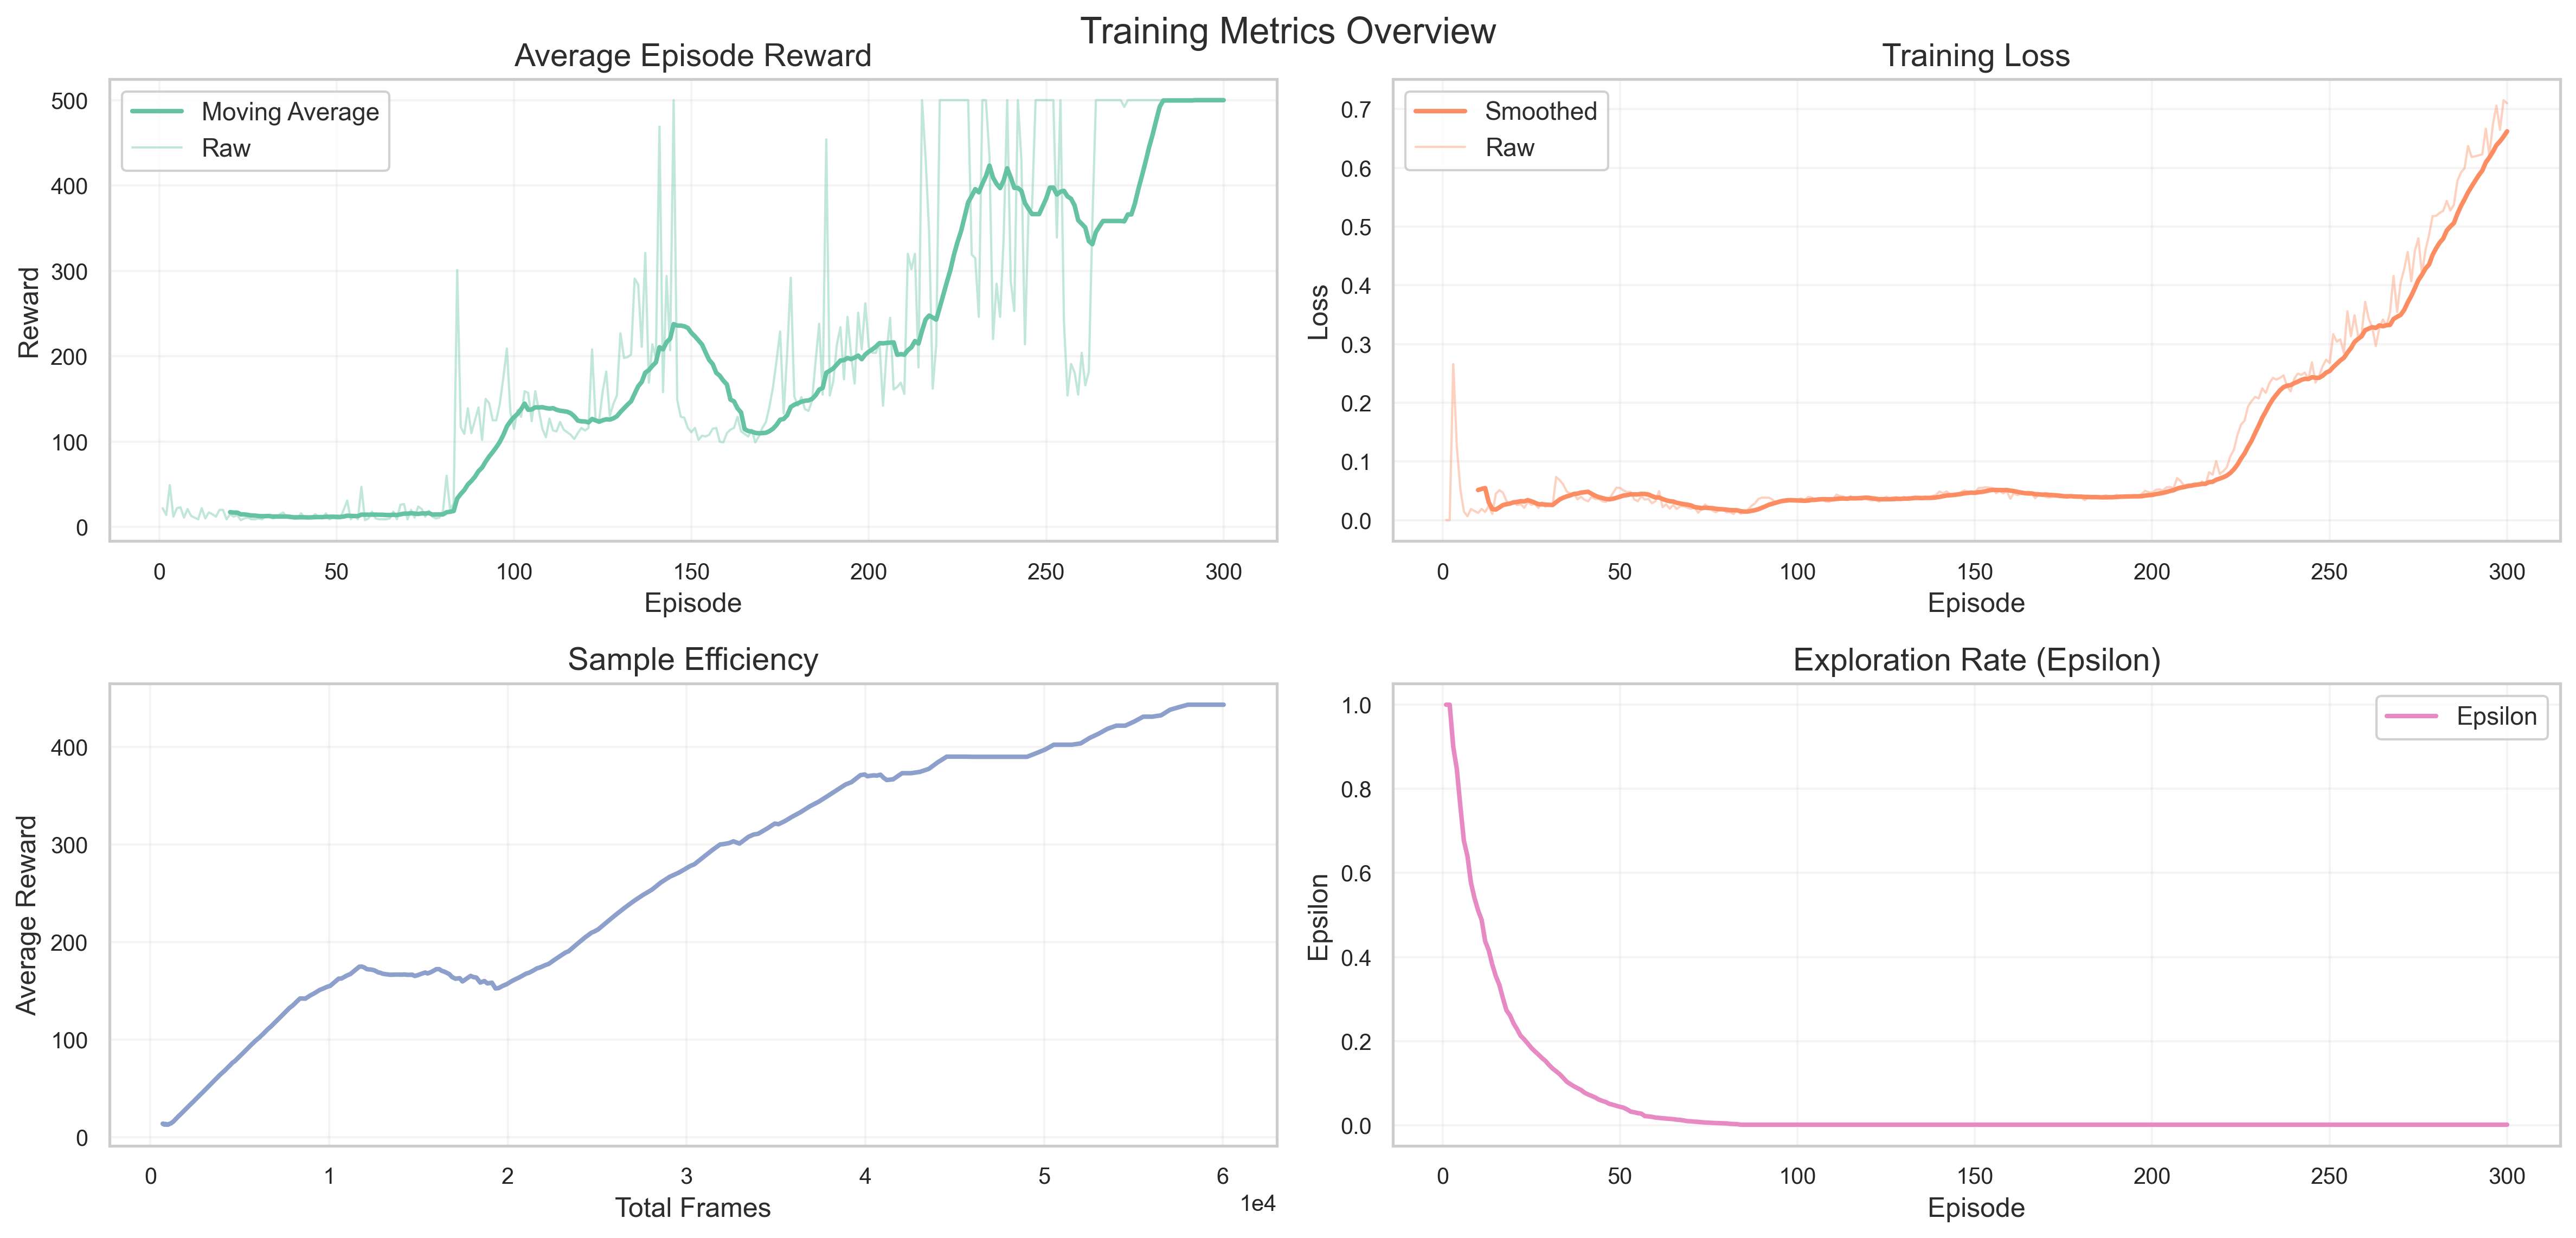 Training Metrics Overview
Average Episode Reward
500
400
300
200
100
0
Reward
Moving Average
Raw
0 50 100 150 200 250 300
Episode
Training Loss
0.7
0.6
0.5
0.4
0.3
0.2
0.1
0.0
Loss
Smoothed
Raw
0 50 100 150 200 250 300
Episode
Sample Efficiency
400
300
200
100
0
Average Reward
0 1 2 3 4 5 6
1e4
Total Frames
Exploration Rate (Epsilon)
1.0
0.8
0.6
0.4
0.2
0.0
Epsilon
Epsilon
0 50 100 150 200 250 300
Episode